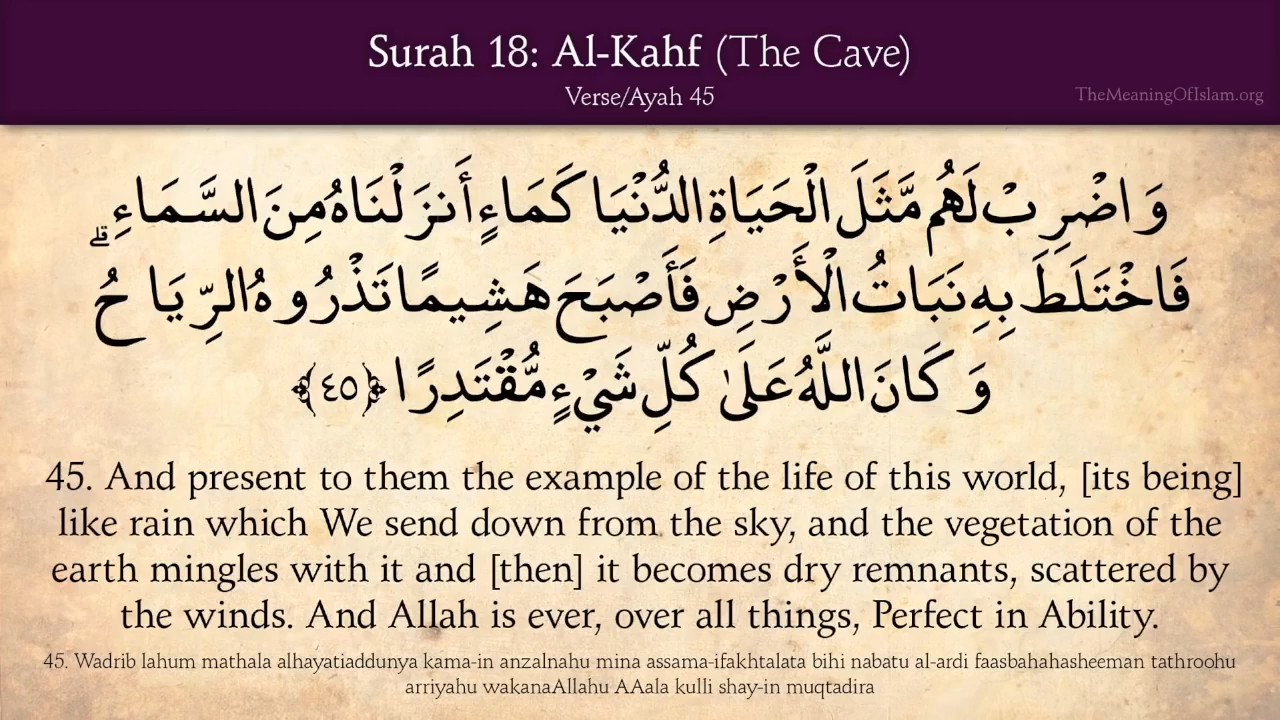 Surah 18: Al-Kahf (The Cave)
Verse/Ayah 45
TheMeaningOfIslam.org
وَاضْرِبْ لَهُم مَّثَلَ الْحَيَاةِ الدُّنْيَا كَمَاءٍ أَنزَلْنَاهُ مِنَ السَّمَاءِ ۗ
فَاخْتَلَطَ بِهِ نَبَاتُ الْأَرْضِ فَأَصْبَحَ هَشِيمًا تَذْرُوهُ الرِّيَاحُ
وَكَانَ اللَّهُ عَلَىٰ كُلِّ شَيْءٍ مُّقْتَدِرًا ﴿٤٥﴾
45. And present to them the example of the life of this world, [its being]
like rain which We send down from the sky, and the vegetation of the
earth mingles with it and [then] it becomes dry remnants, scattered by
the winds. And Allah is ever, over all things, Perfect in Ability.
45. Wadrib lahum mathala alhayatiaddunya kama-in anzalnahu mina assama-ifakhtalata bihi nabatu al-ardi faasbahahasheeman tathroohu
arriyahu wakanaAllahu AAala kulli shay-in muqtadira